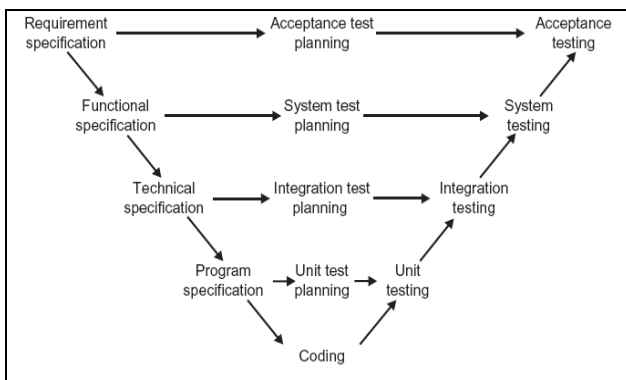 Requirement
specification
Acceptance test
planning
Acceptance
testing
Functional
specification
System test
planning
System
testing
Technical
specification
Integration test
planning
Integration
testing
Program
specification
Unit test
planning
Unit
testing
Coding